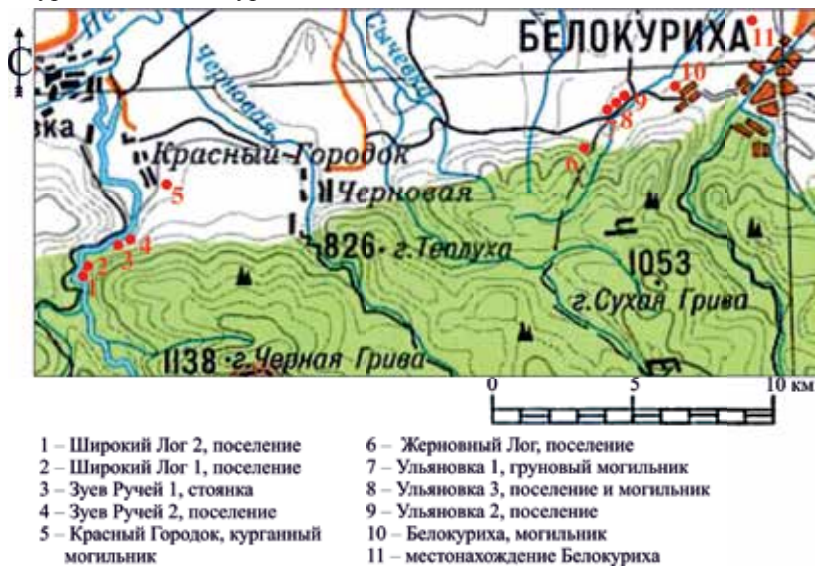 БЕЛОКУРИХА
11
С
Черновая
Сычевка
10
9
8
7
вка
Красный Городок
6
5
Черновая
826 · г. Теплуха
4
3
2
1
1053
г. Сухая Грива
1138 · г. Черная Грива
0 5 10 км
1 – Широкий Лог 2, поселение
2 – Широкий Лог 1, поселение
3 – Зуев Ручей 1, стоянка
4 – Зуев Ручей 2, поселение
5 – Красный Городок, курганный
могильник
6 – Жерновный Лог, поселение
7 – Ульяновка 1, груновый могильник
8 – Ульяновка 3, поселение и могильник
9 – Ульяновка 2, поселение
10 – Белокуриха, могильник
11 – местонахождение Белокуриха